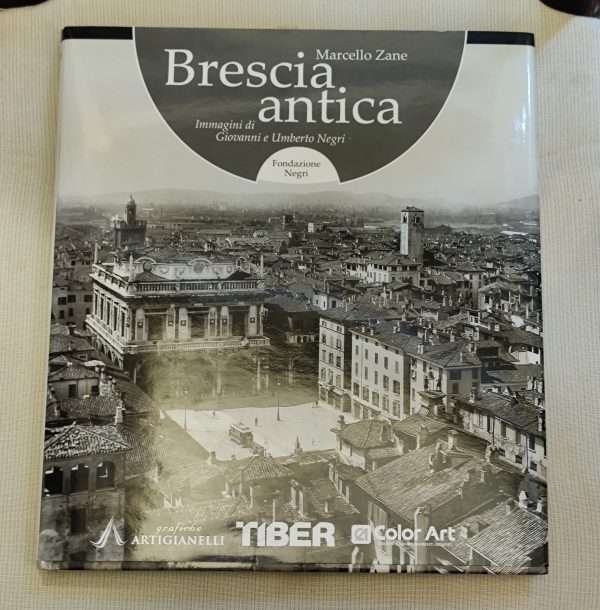 Marcello Zane
Brescia
antica
Immagini di
Giovanni e Umberto Negri
Fondazione
Negri
grafiche
ARTIGIANELLI
TIBER
Color Art